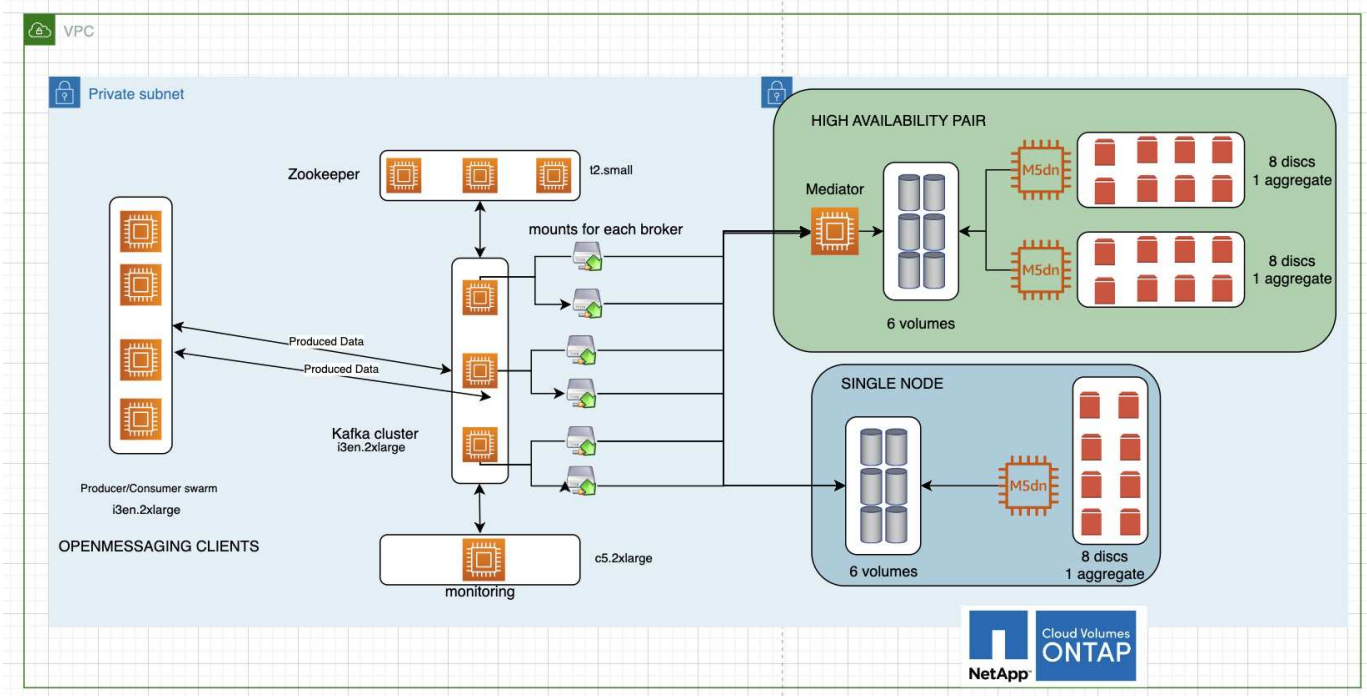 VPC
Private subnet
Zookeeper
t2.small
mounts for each broker
Produced Data
Produced Data
Kafka cluster
i3en.2xlarge
Producer/Consumer swarm
i3en.2xlarge
OPENMESSAGING CLIENTS
c5.2xlarge
monitoring
HIGH AVAILABILITY PAIR
Mediator
6 volumes
M5dn
8 discs
1 aggregate
M5dn
8 discs
1 aggregate
SINGLE NODE
6 volumes
M5dn
8 discs
1 aggregate
NetApp
Cloud Volumes
ONTAP